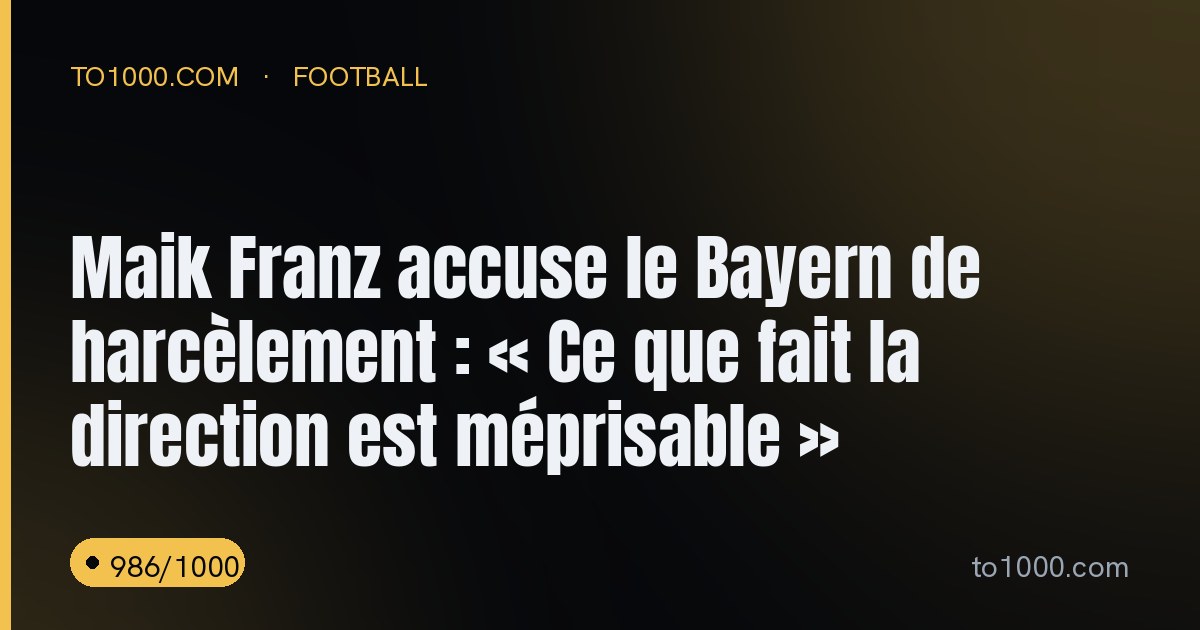 TO1000.COM · FOOTBALL
Maik Franz accuse le Bayern de
harcèlement : « Ce que fait la
direction est méprisable »
986/1000
to1000.com